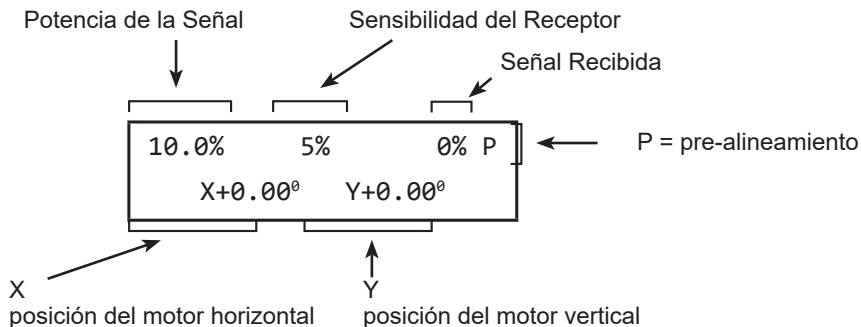 Potencia de la Señal
Sensibilidad del Receptor
Señal Recibida
10.0% 5% 0% P
P = pre-alineamiento
X+0.00⁰ Y+0.00⁰
X
posición del motor horizontal
Y
posición del motor vertical